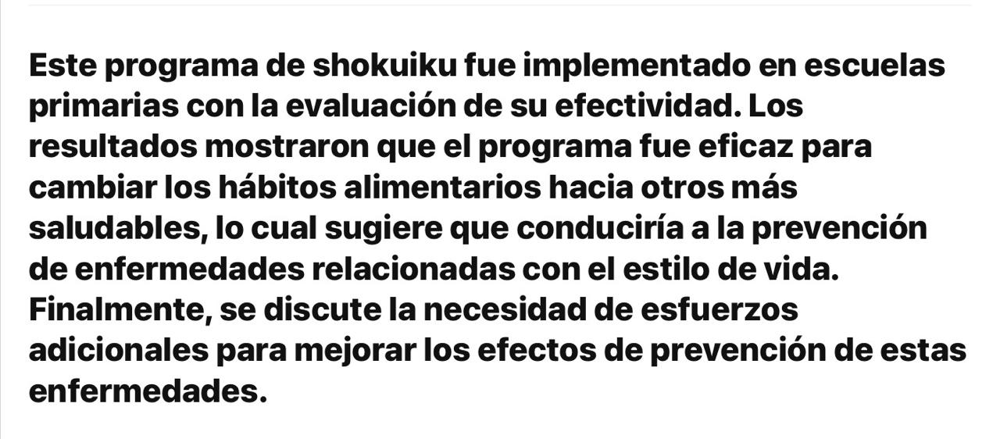 Este programa de shokuiku fue implementado en escuelas
primarias con la evaluación de su efectividad. Los
resultados mostraron que el programa fue eficaz para
cambiar los hábitos alimentarios hacia otros más
saludables, lo cual sugiere que conduciría a la prevención
de enfermedades relacionadas con el estilo de vida.
Finalmente, se discute la necesidad de esfuerzos
adicionales para mejorar los efectos de prevención de estas
enfermedades.